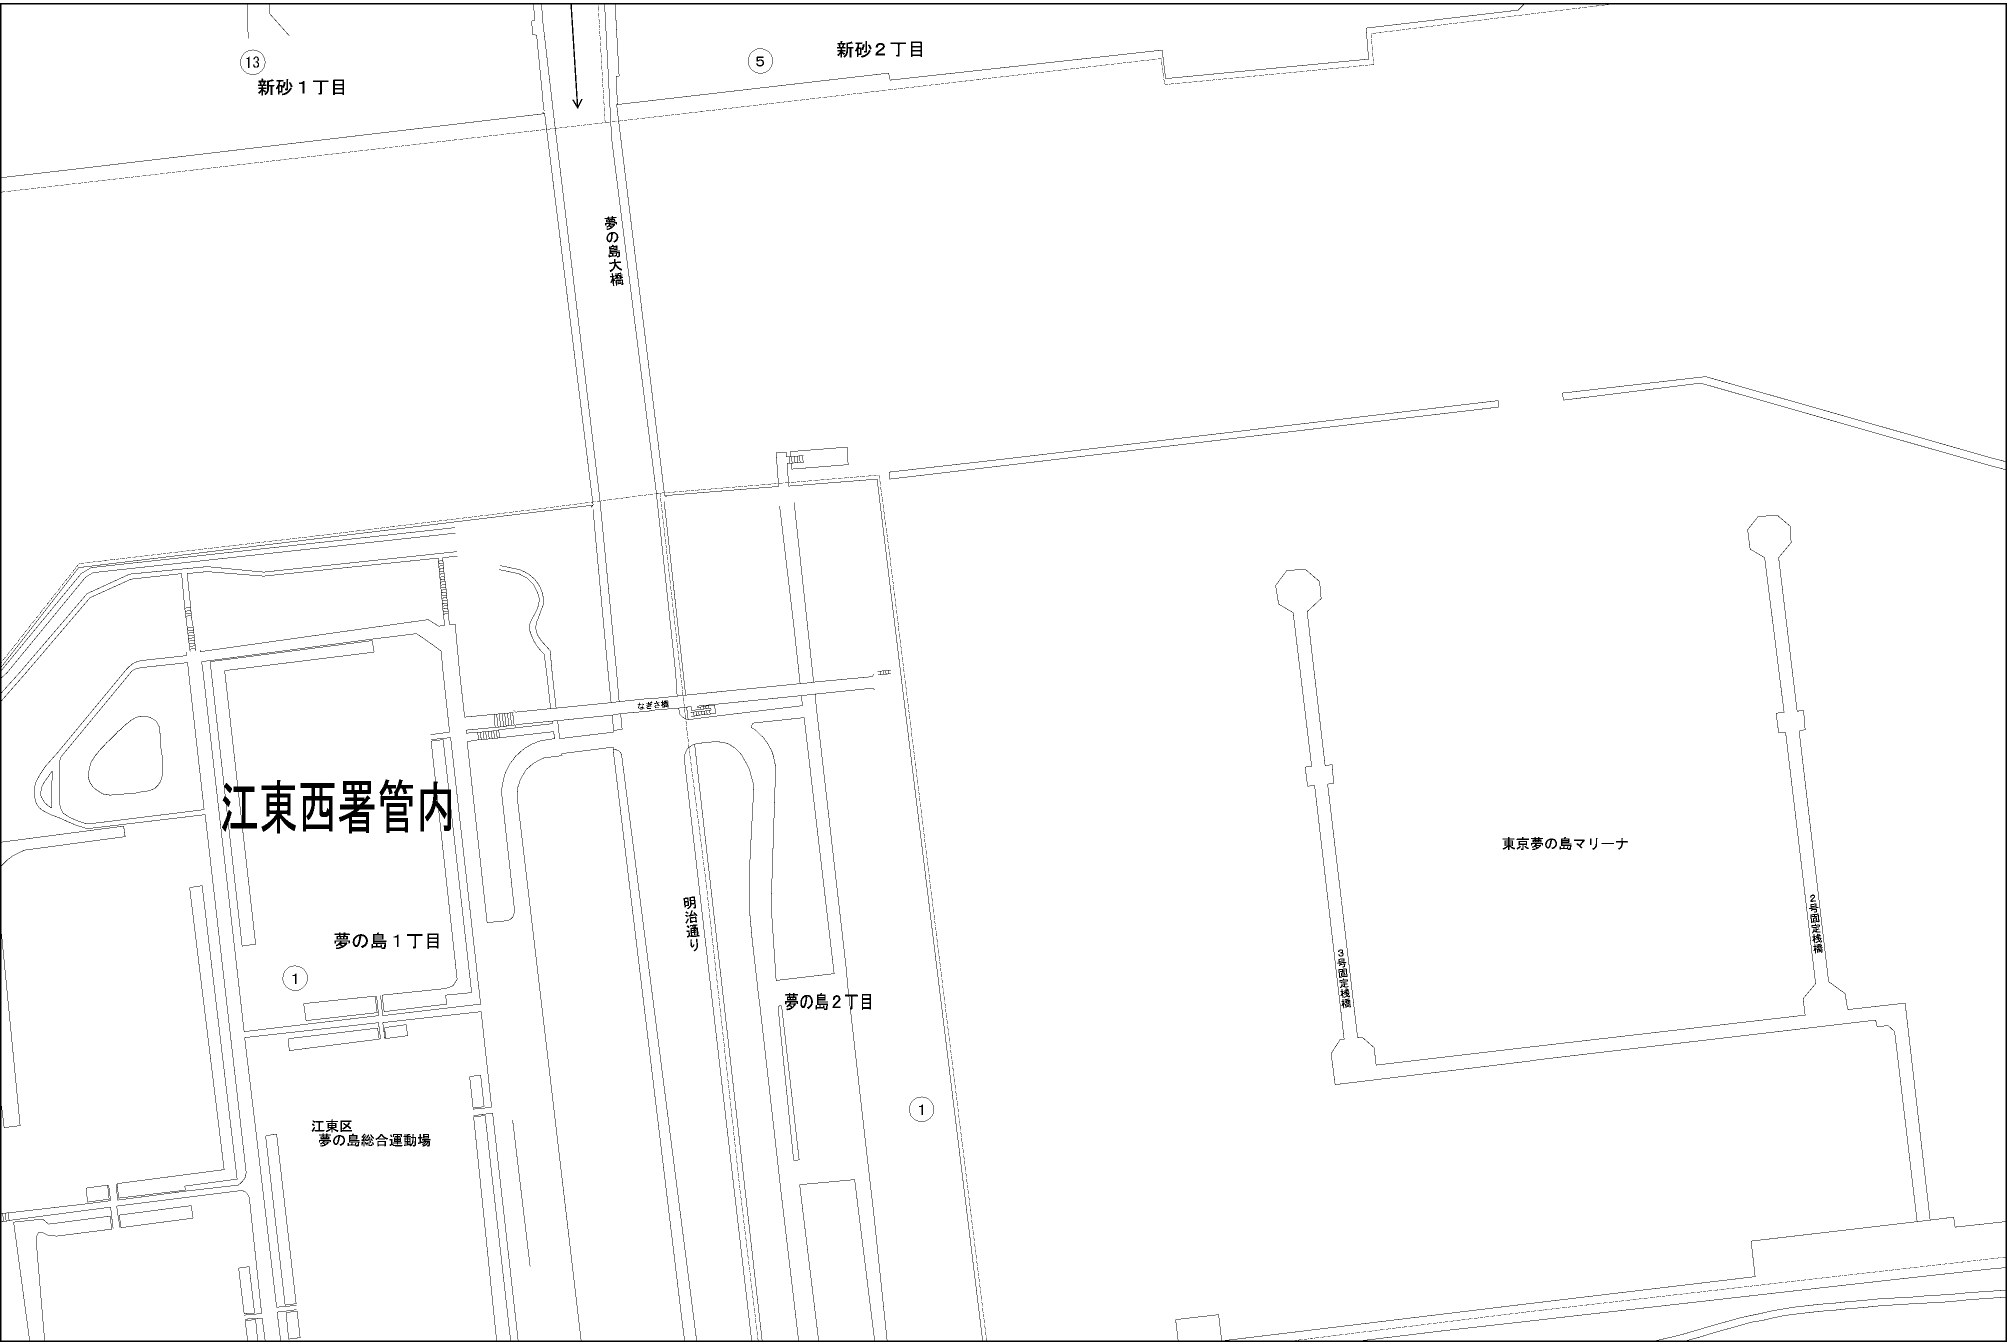 新砂２丁目
⑤
⑬
新砂１丁目
夢の島大橋
なぎさ橋
江東西署管内
東京夢の島マリーナ
明治通り
2号固定桟橋
夢の島１丁目
①
3号固定桟橋
夢の島２丁目
①
江東区
夢の島総合運動場